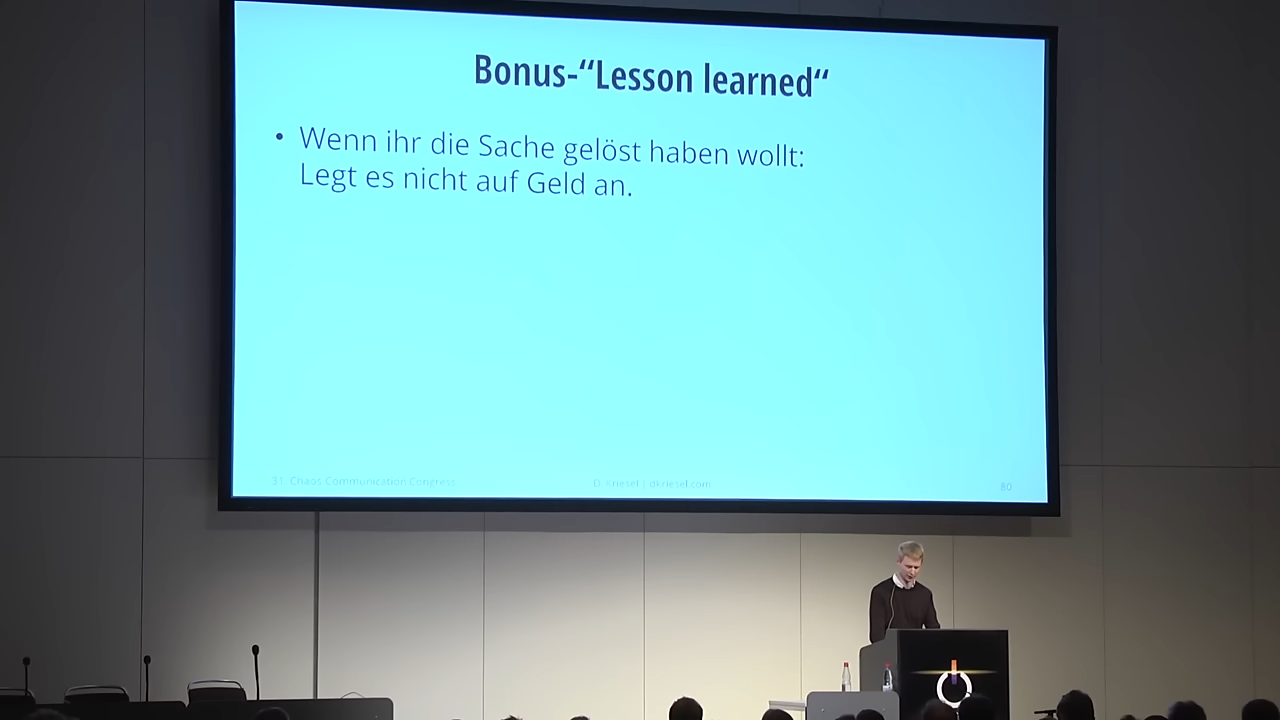 Bonus-“Lesson learned“
• Wenn ihr die Sache gelöst haben wollt:
Legt es nicht auf Geld an.
31. Chaos Communication Congress
D. Kriesel | dkriesel.com
80